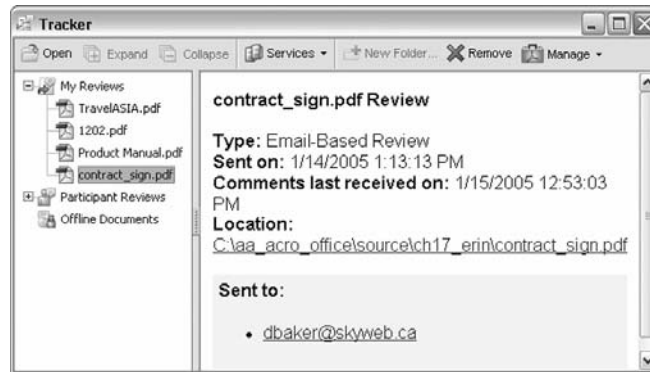 Tracker
Open Expand Collapse Services New Folder... Remove Manage
My Reviews
TravelASIA.pdf
1202.pdf
Product Manual.pdf
contract_sign.pdf
Participant Reviews
Offline Documents
contract_sign.pdf Review
Type: Email-Based Review
Sent on: 1/14/2005 1:13:13 PM
Comments last received on: 1/15/2005 12:53:03
PM
Location:
C:\aa_acro_office\source\ch17_erin\contract_sign.pdf
Sent to:
• dbaker@skyweb.ca